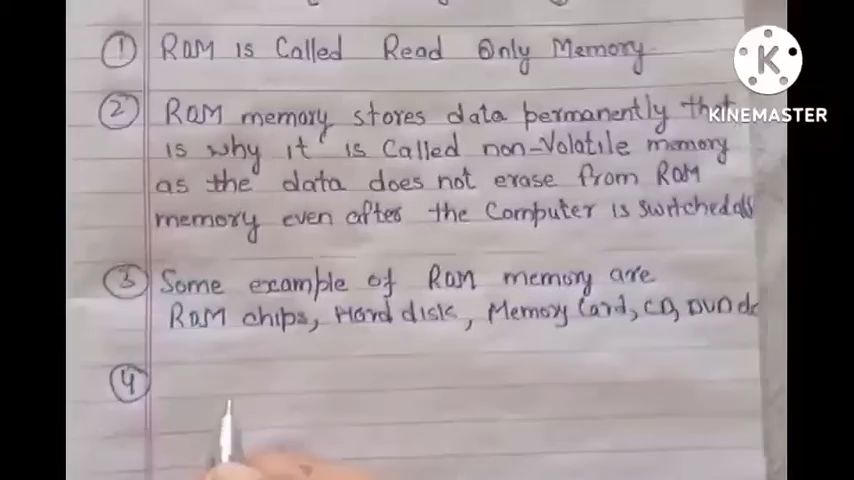 ① ROM is Called Read Only Memory
② ROM memory stores data permanently that
is why it is Called non-Volatile memory
as the data does not erase from ROM
memory even after the Computer is switched off
③ Some example of ROM memory are
ROM chips, Hard disk, Memory Card, CD, DVD
④
KINEMASTER